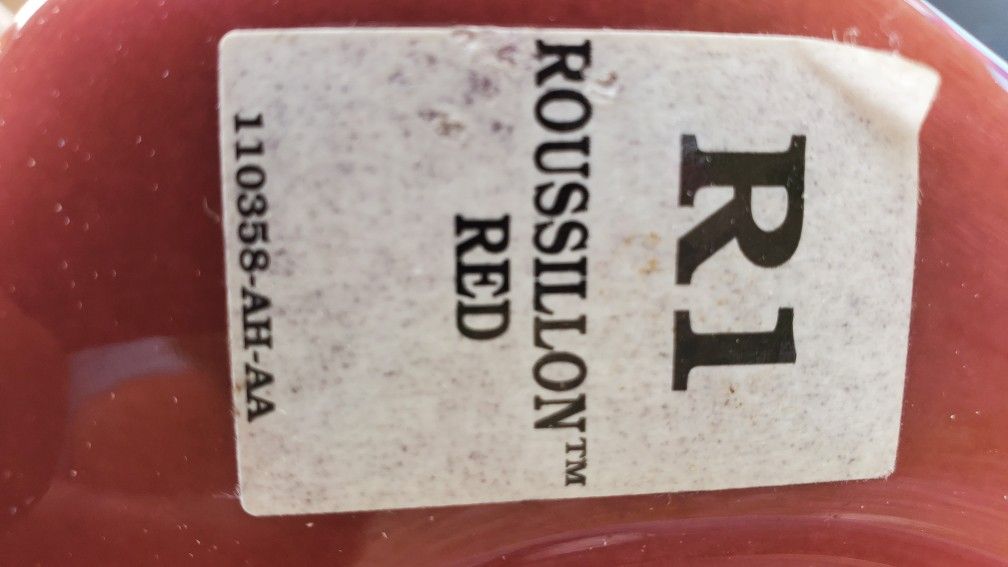 R1
ROUSSILLON™
RED
110358-AH-AA